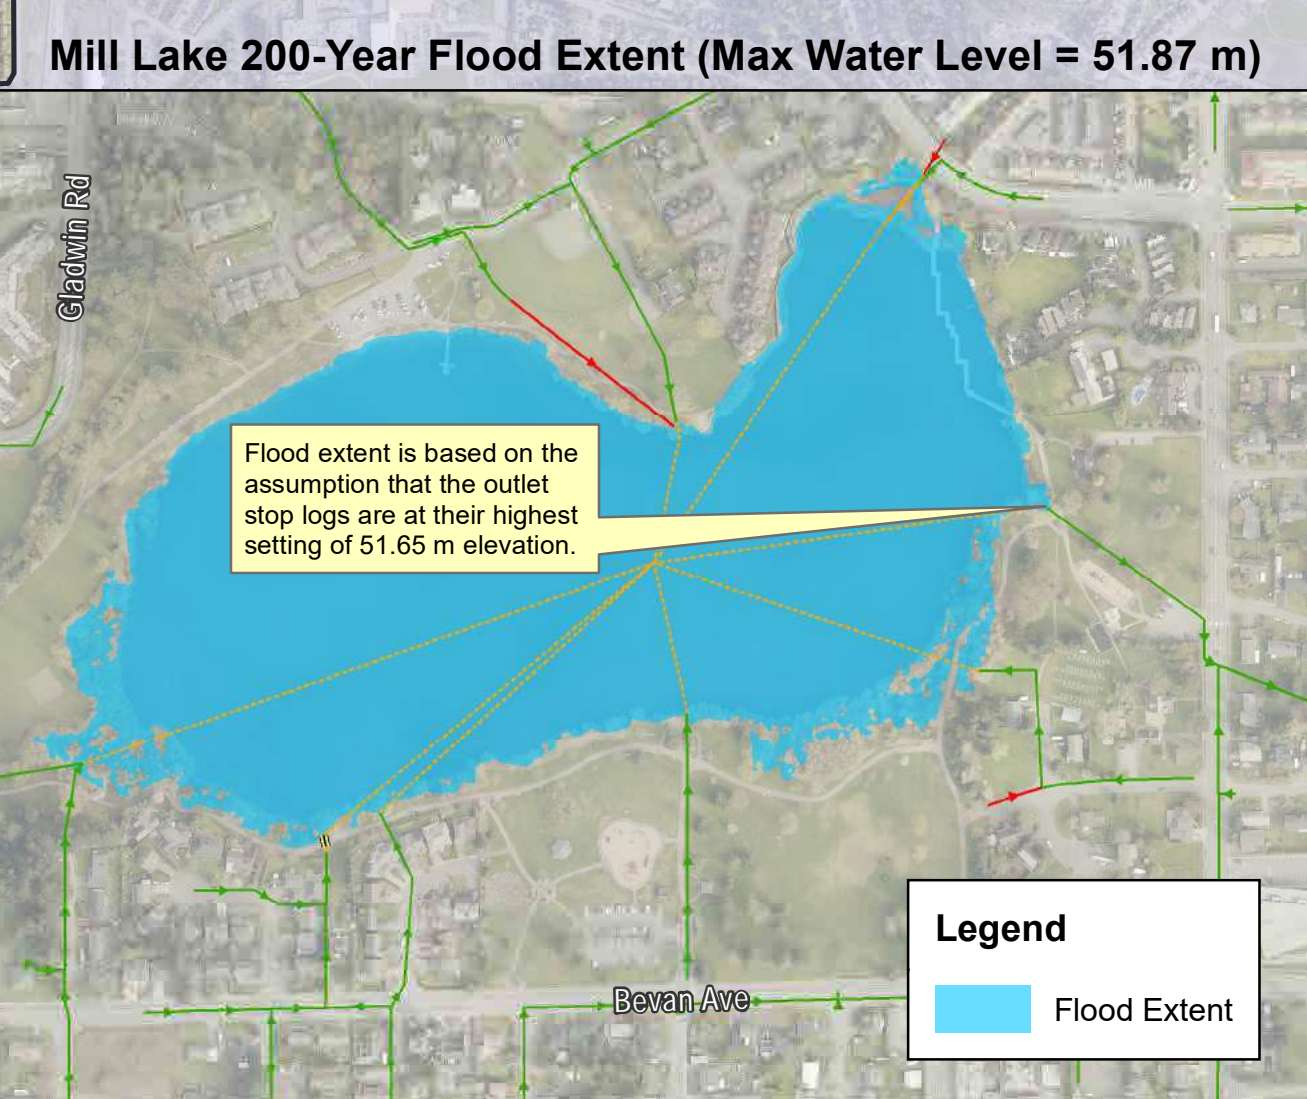 Mill Lake 200-Year Flood Extent (Max Water Level = 51.87 m)
Gladwin Rd
Flood extent is based on the
assumption that the outlet
stop logs are at their highest
setting of 51.65 m elevation.
Bevan Ave
Legend
Flood Extent